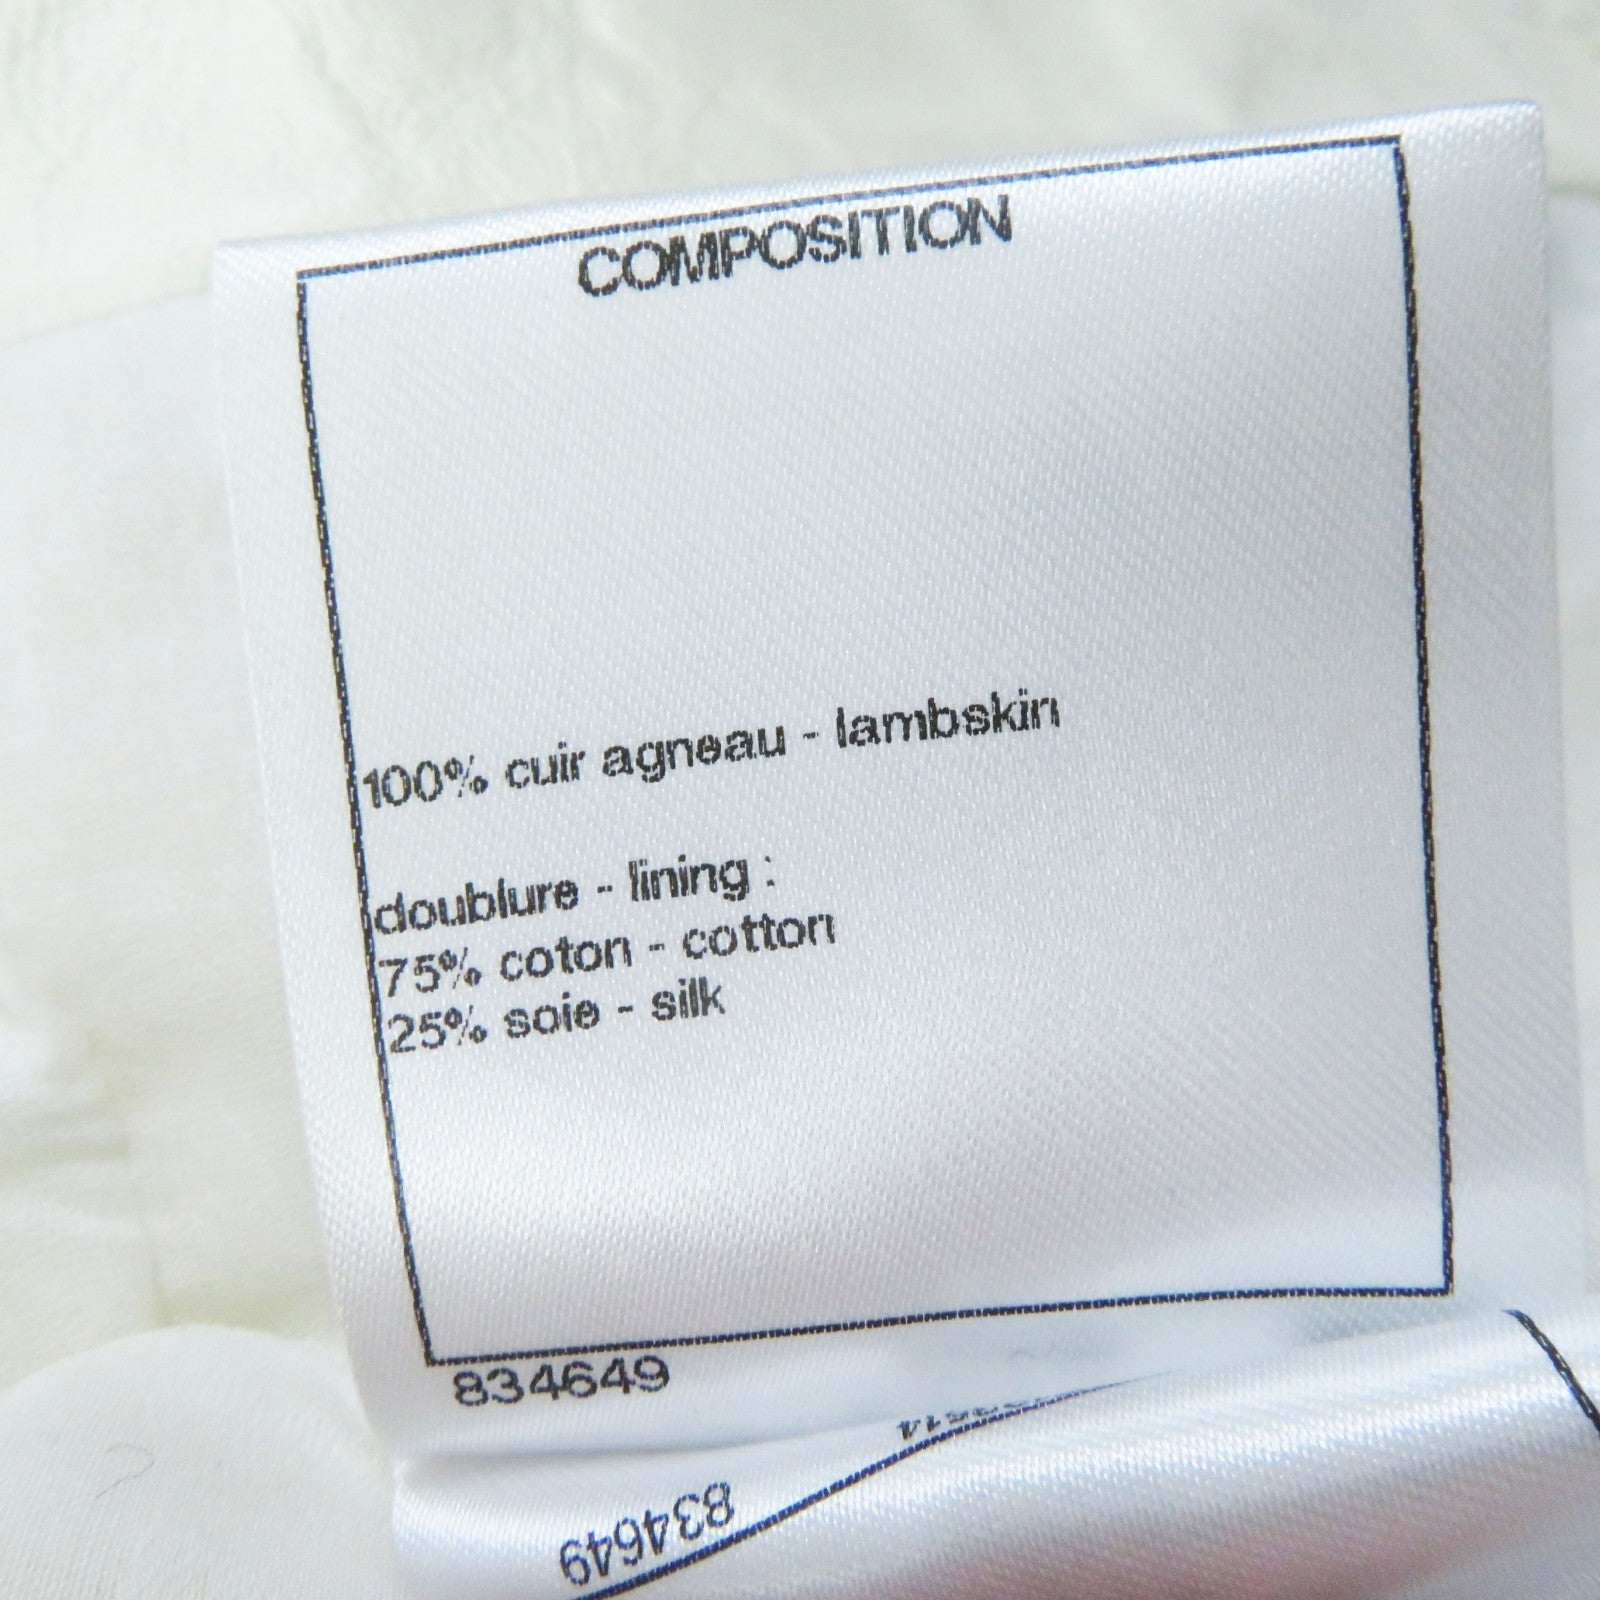 COMPOSITION
100% cuir agneau - lambskin
doublure - lining :
75% coton - cotton
25% soie - silk
834649
834649